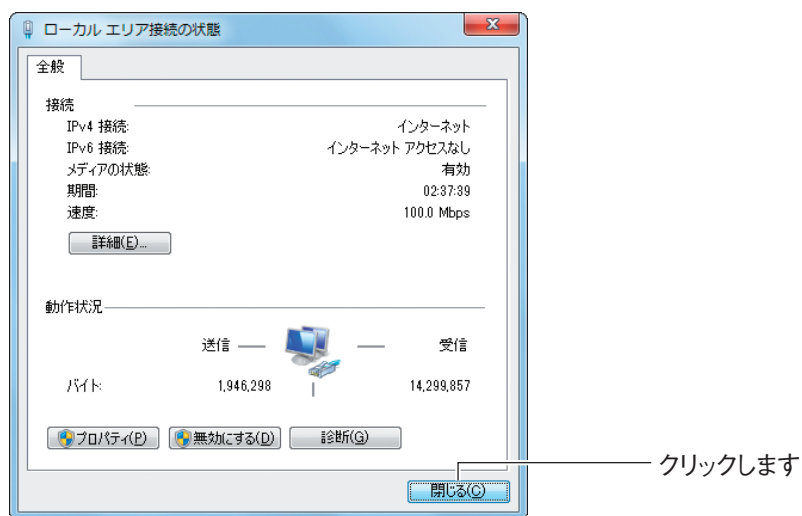 ローカル エリア接続の状態
全般
接続
IPv4 接続: インターネット
IPv6 接続: インターネット アクセスなし
メディアの状態: 有効
期間: 02:37:39
速度: 100.0 Mbps
詳細(E)...
動作状況
送信 受信
バイト: 1,946,298 14,299,857
プロパティ(P) 無効にする(D) 診断(G)
閉じる(C) クリックします